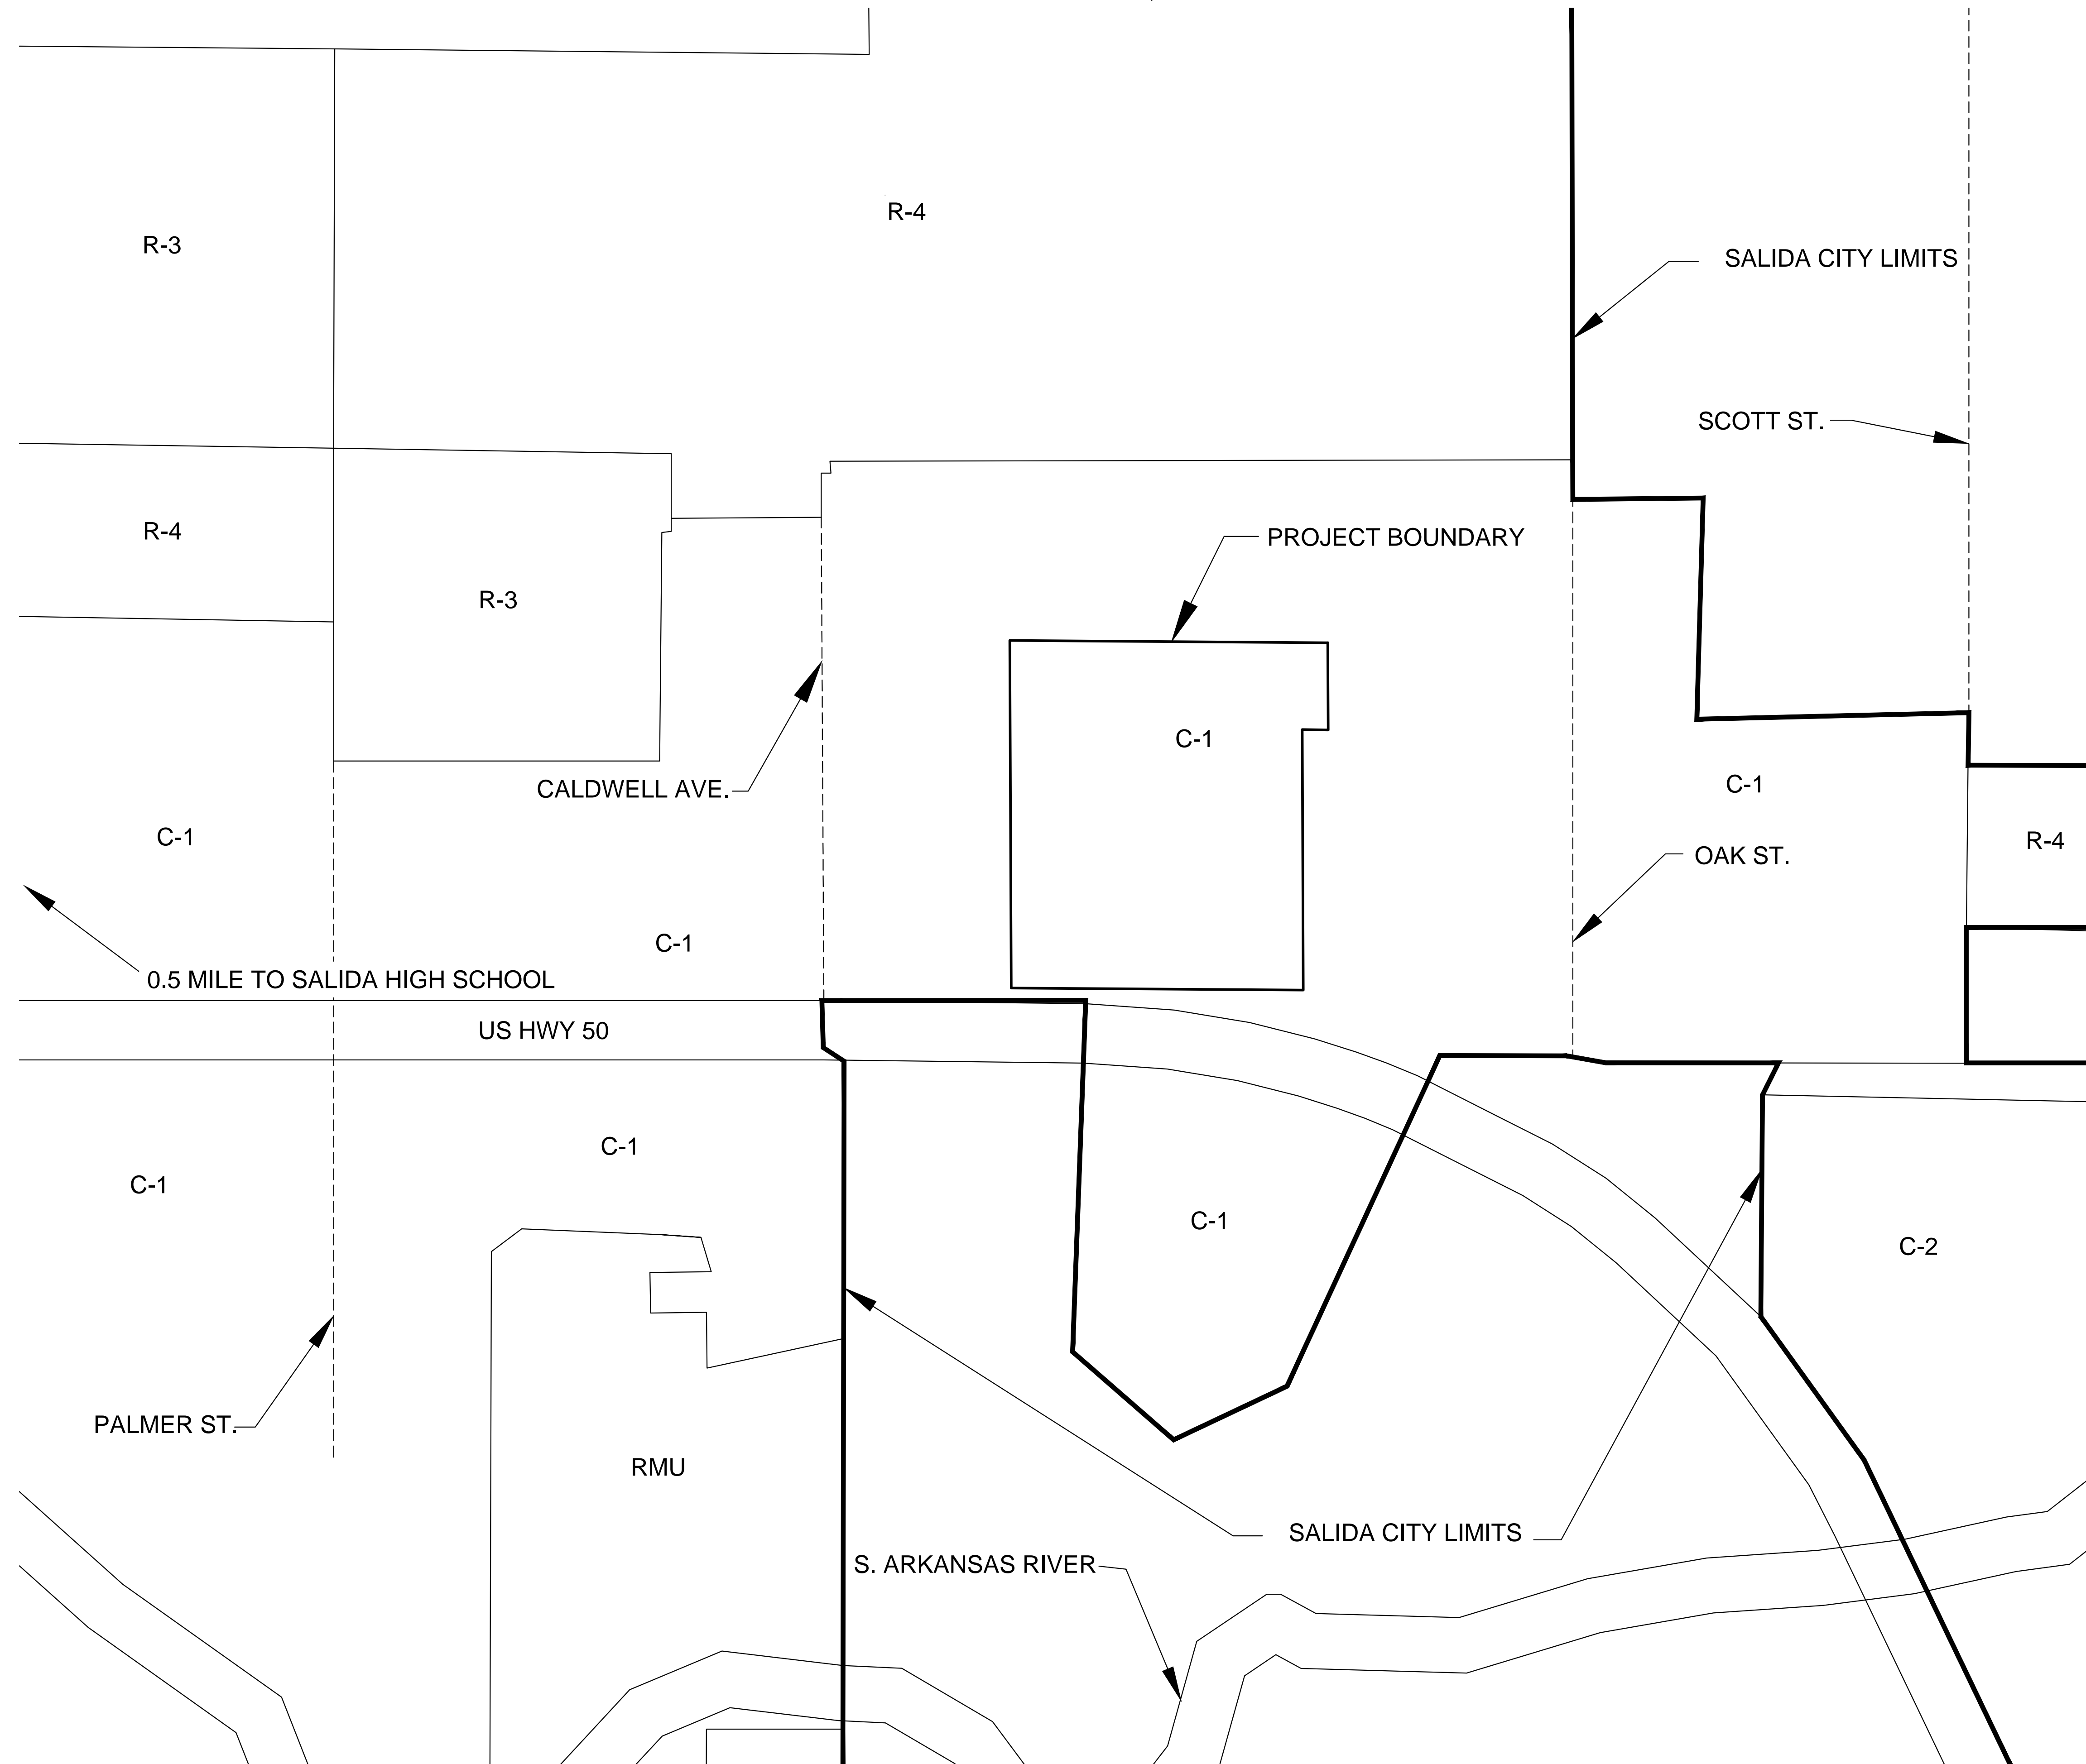 R-4
R-3
SALIDA CITY LIMITS
SCOTT ST.
R-4
PROJECT BOUNDARY
R-3
C-1
CALDWELL AVE.
C-1
C-1
R-4
OAK ST.
C-1
0.5 MILE TO SALIDA HIGH SCHOOL
US HWY 50
C-1
C-1
C-1
C-1
C-2
PALMER ST.
RMU
SALIDA CITY LIMITS
S. ARKANSAS RIVER